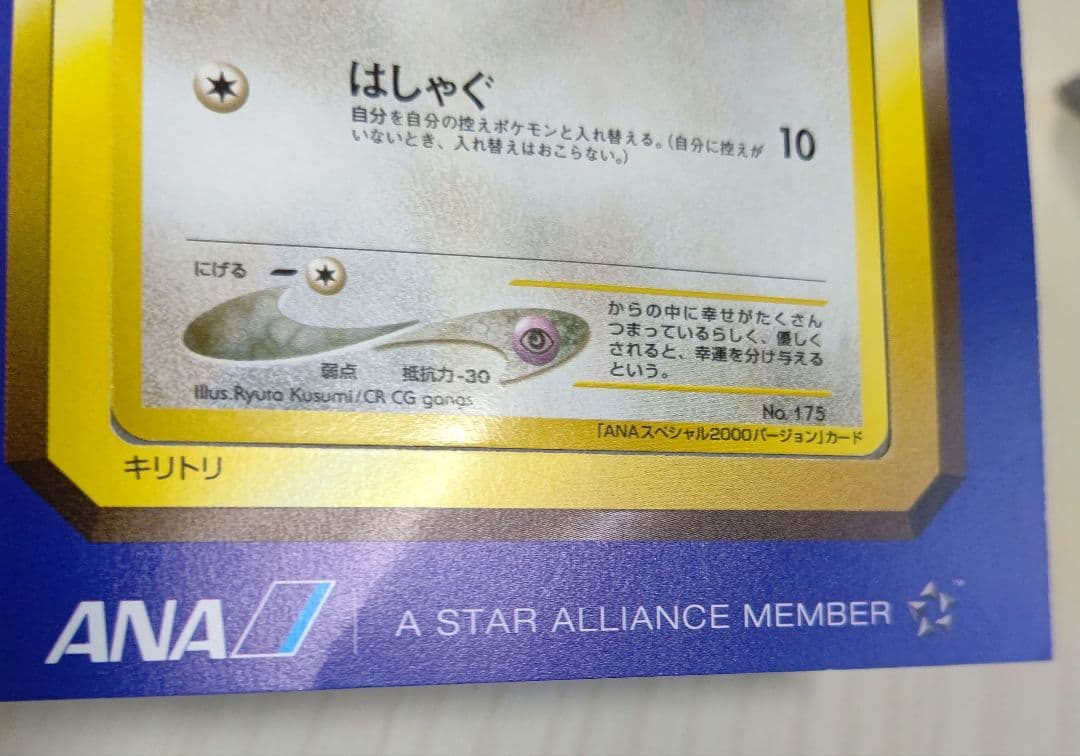 はしゃぐ
自分を自分の控えポケモンと入れ替える。(自分に控えが
いないとき、入れ替えはおこらない。)
10
にげる
からの中に幸せがたくさん
つまっているらしく、優しく
されると、幸運を分け与える
という。
弱点 抵抗力-30
Illus.Ryuta Kusumi/CR CG gangs
No.175
「ANAスペシャル2000バージョン」カード
キリトリ
ANA
A STAR ALLIANCE MEMBER